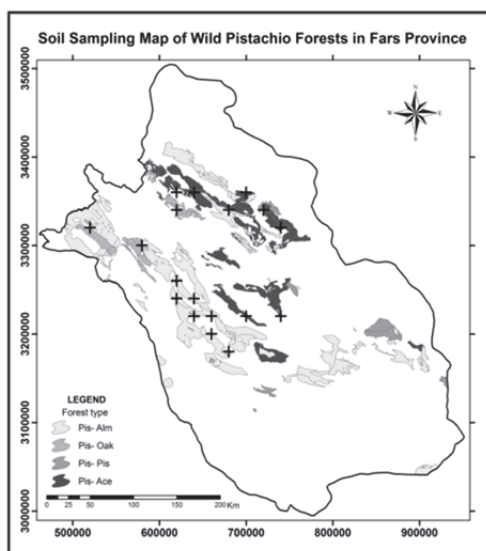 Soil Sampling Map of Wild Pistachio Forests in Fars Province
N
W E
S
3500000
3400000
3300000
3200000
3100000
3000000
LEGEND
Forest type
Pis- Alm
Pis- Oak
Pis- Pis
Pis- Ace
0 25 50 100 150 200 Km
500000 600000 700000 800000 900000